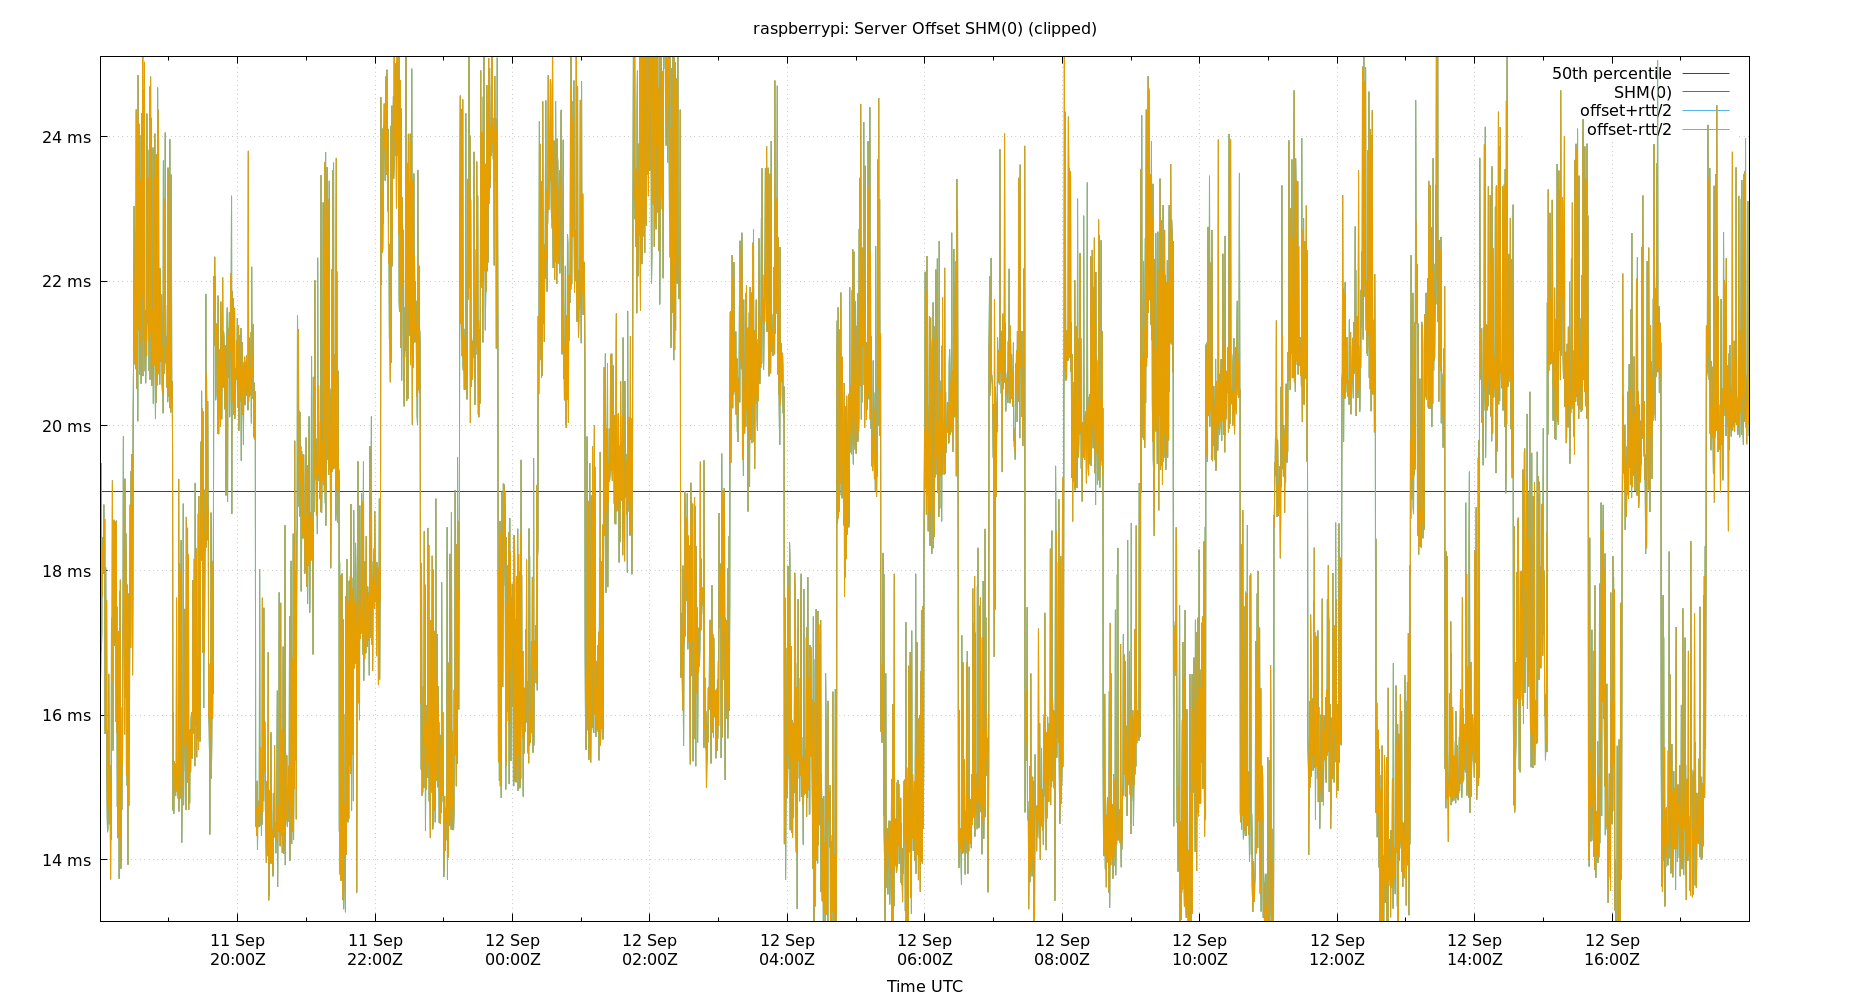 raspberrypi: Server Offset SHM(0) (clipped)
50th percentile
SHM(0)
offset+rtt/2
offset-rtt/2
24 ms
22 ms
20 ms
18 ms
16 ms
14 ms
11 Sep 11 Sep 12 Sep 12 Sep 12 Sep 12 Sep 12 Sep 12 Sep 12 Sep 12 Sep 12 Sep
20:00Z 22:00Z 00:00Z 02:00Z 04:00Z 06:00Z 08:00Z 10:00Z 12:00Z 14:00Z 16:00Z
Time UTC